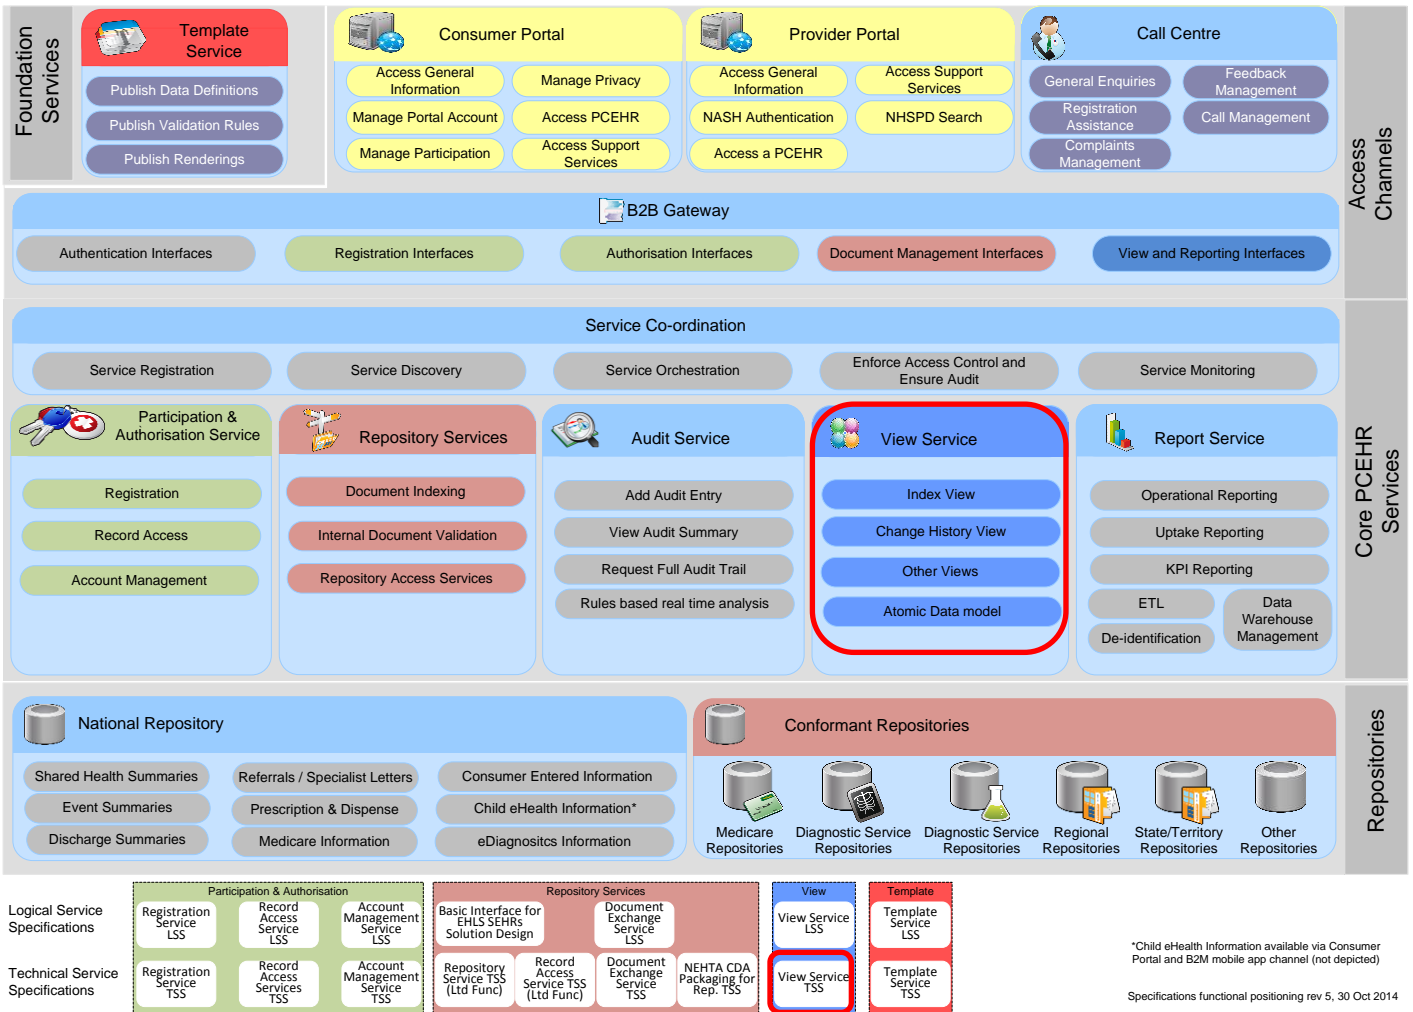 Foundation
Services
Template
Service
Publish Data Definitions
Publish Validation Rules
Publish Renderings
Consumer Portal
Access General
Information
Manage Privacy
Manage Portal Account
Access PCEHR
Manage Participation
Access Support
Services
Provider Portal
Access General
Information
Access Support
Services
NASH Authentication
NHSPD Search
Access a PCEHR
Call Centre
General Enquiries
Feedback
Management
Registration
Assistance
Call Management
Complaints
Management
Access
Channels
B2B Gateway
Authentication Interfaces
Registration Interfaces
Authorisation Interfaces
Document Management Interfaces
View and Reporting Interfaces
Service Co-ordination
Service Registration
Service Discovery
Service Orchestration
Enforce Access Control and
Ensure Audit
Service Monitoring
Participation &
Authorisation Service
Registration
Record Access
Account Management
Repository Services
Document Indexing
Internal Document Validation
Repository Access Services
Audit Service
Add Audit Entry
View Audit Summary
Request Full Audit Trail
Rules based real time analysis
View Service
Index View
Change History View
Other Views
Atomic Data model
Report Service
Operational Reporting
Uptake Reporting
KPI Reporting
ETL
De-identification
Data
Warehouse
Management
Core PCEHR
Services
National Repository
Shared Health Summaries
Referrals / Specialist Letters
Consumer Entered Information
Event Summaries
Prescription & Dispense
Child eHealth Information*
Discharge Summaries
Medicare Information
eDiagnositcs Information
Conformant Repositories
Medicare
Repositories
Diagnostic Service
Repositories
Diagnostic Service
Repositories
Regional
Repositories
State/Territory
Repositories
Other
Repositories
Repositories
Participation & Authorisation
Repository Services
View
Template
Logical Service
Specifications
Registration
Service
LSS
Record
Access
Service
LSS
Account
Management
Service
LSS
Basic Interface for
EHLS SEHRs
Solution Design
Document
Exchange
Service
LSS
View Service
LSS
Template
Service
LSS
Technical Service
Specifications
Registration
Service
TSS
Record
Access
Services
TSS
Account
Management
Service
TSS
Repository
Service TSS
(Ltd Func)
Record
Access
Service TSS
(Ltd Func)
Document
Exchange
Service
TSS
NEHTA CDA
Packaging for
Rep. TSS
View Service
TSS
Template
Service
TSS
*Child eHealth Information available via Consumer
Portal and B2M mobile app channel (not depicted)
Specifications functional positioning rev 5, 30 Oct 2014